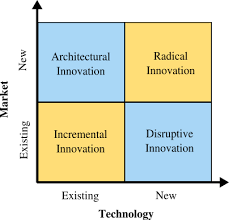 Market
New
Existing
Architectural
Innovation
Radical
Innovation
Incremental
Innovation
Disruptive
Innovation
Existing
New
Technology